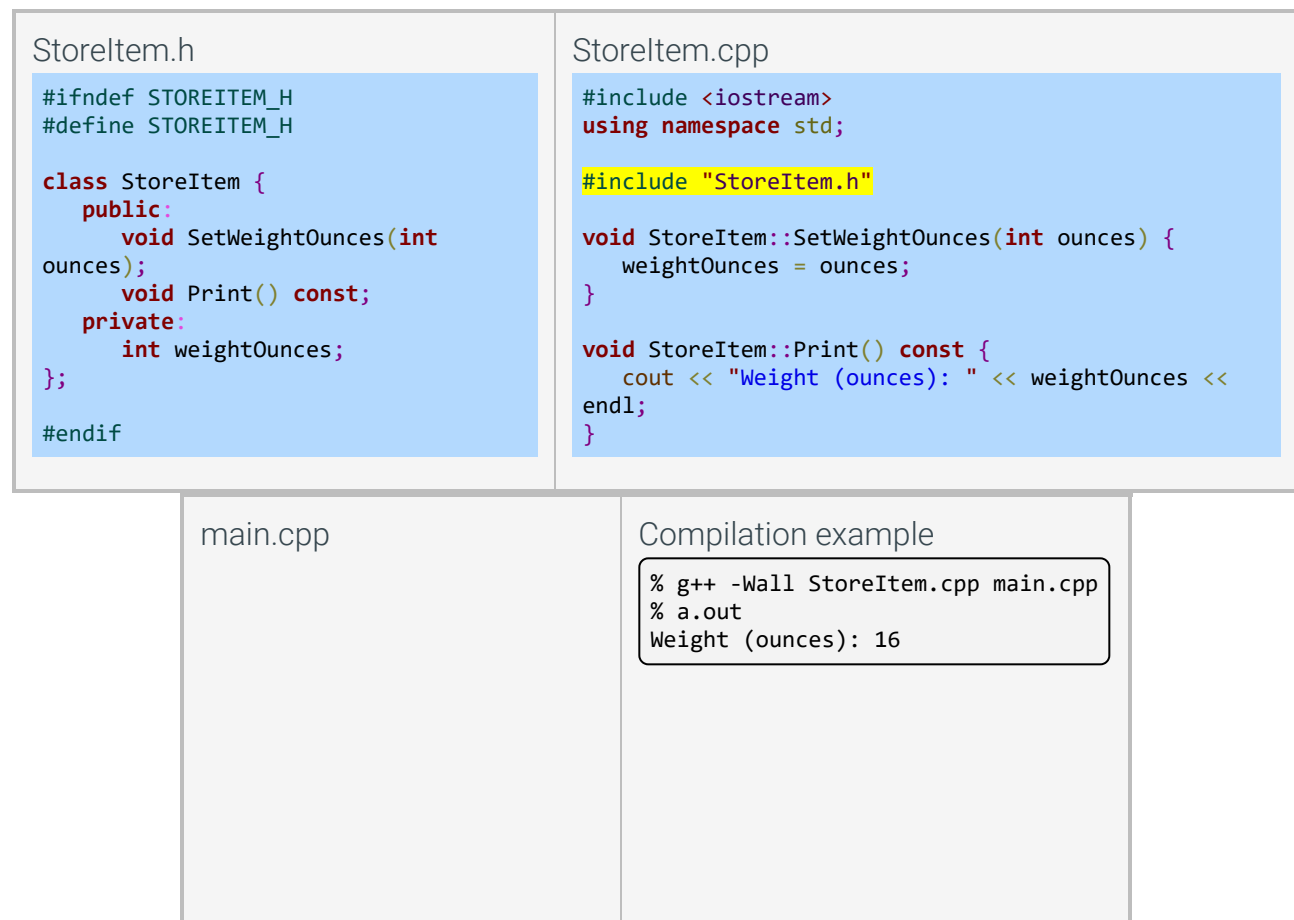 StoreItem.h
#ifndef STOREITEM_H
#define STOREITEM_H
class StoreItem {
public:
void SetWeightOunces(int
ounces);
void Print() const;
private:
int weightOunces;
};
#endif
StoreItem.cpp
#include <iostream>
using namespace std;
#include "StoreItem.h"
void StoreItem::SetWeightOunces(int ounces) {
weightOunces = ounces;
}
void StoreItem::Print() const {
cout << "Weight (ounces): " << weightOunces <<
endl;
}
main.cpp
Compilation example
% g++ -Wall StoreItem.cpp main.cpp
% a.out
Weight (ounces): 16